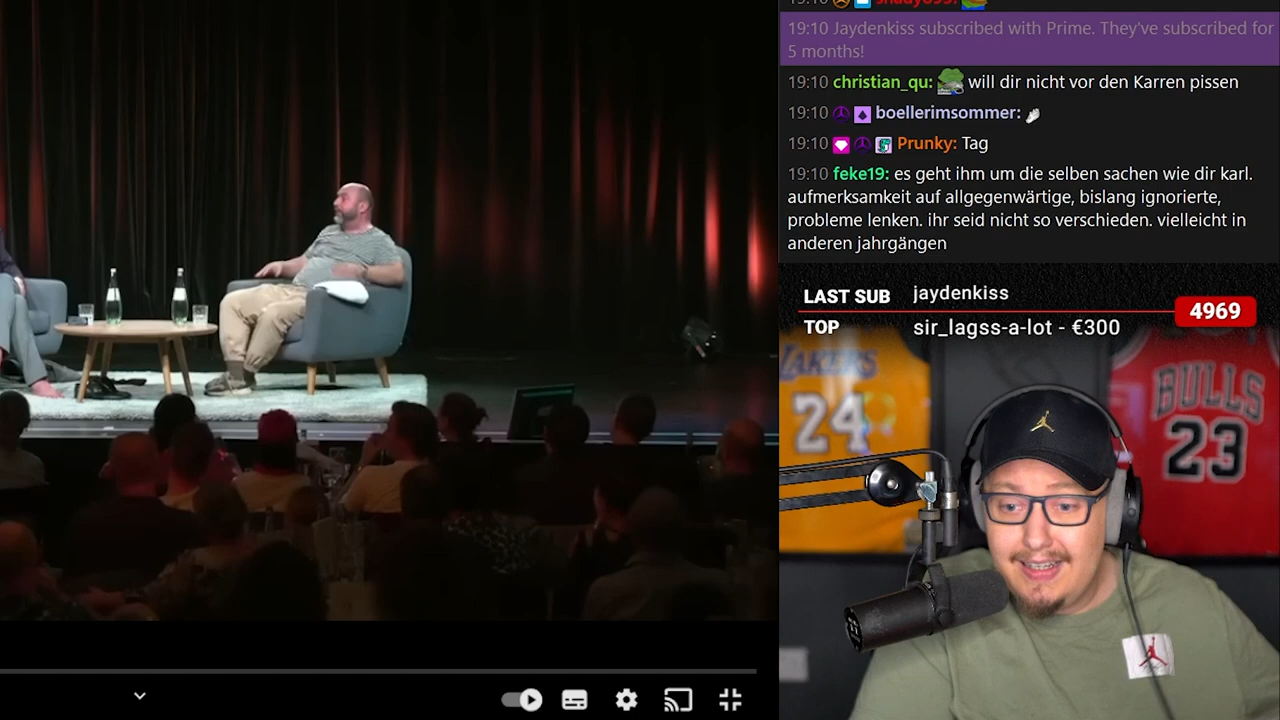 19:10 shady099:
19:10 Jaydenkiss subscribed with Prime. They've subscribed for
5 months!
19:10 christian_qu: will dir nicht vor den Karren pissen
19:10 boellerimsommer:
19:10 Prunky: Tag
19:10 feke19: es geht ihm um die selben sachen wie dir karl.
aufmerksamkeit auf allgegenwärtige, bislang ignorierte,
probleme lenken. ihr seid nicht so verschieden. vielleicht in
anderen jahrgängen
LAST SUB jaydenkiss
4969
TOP sir_lagss-a-lot - €300
LAKERS
24
BULLS
23